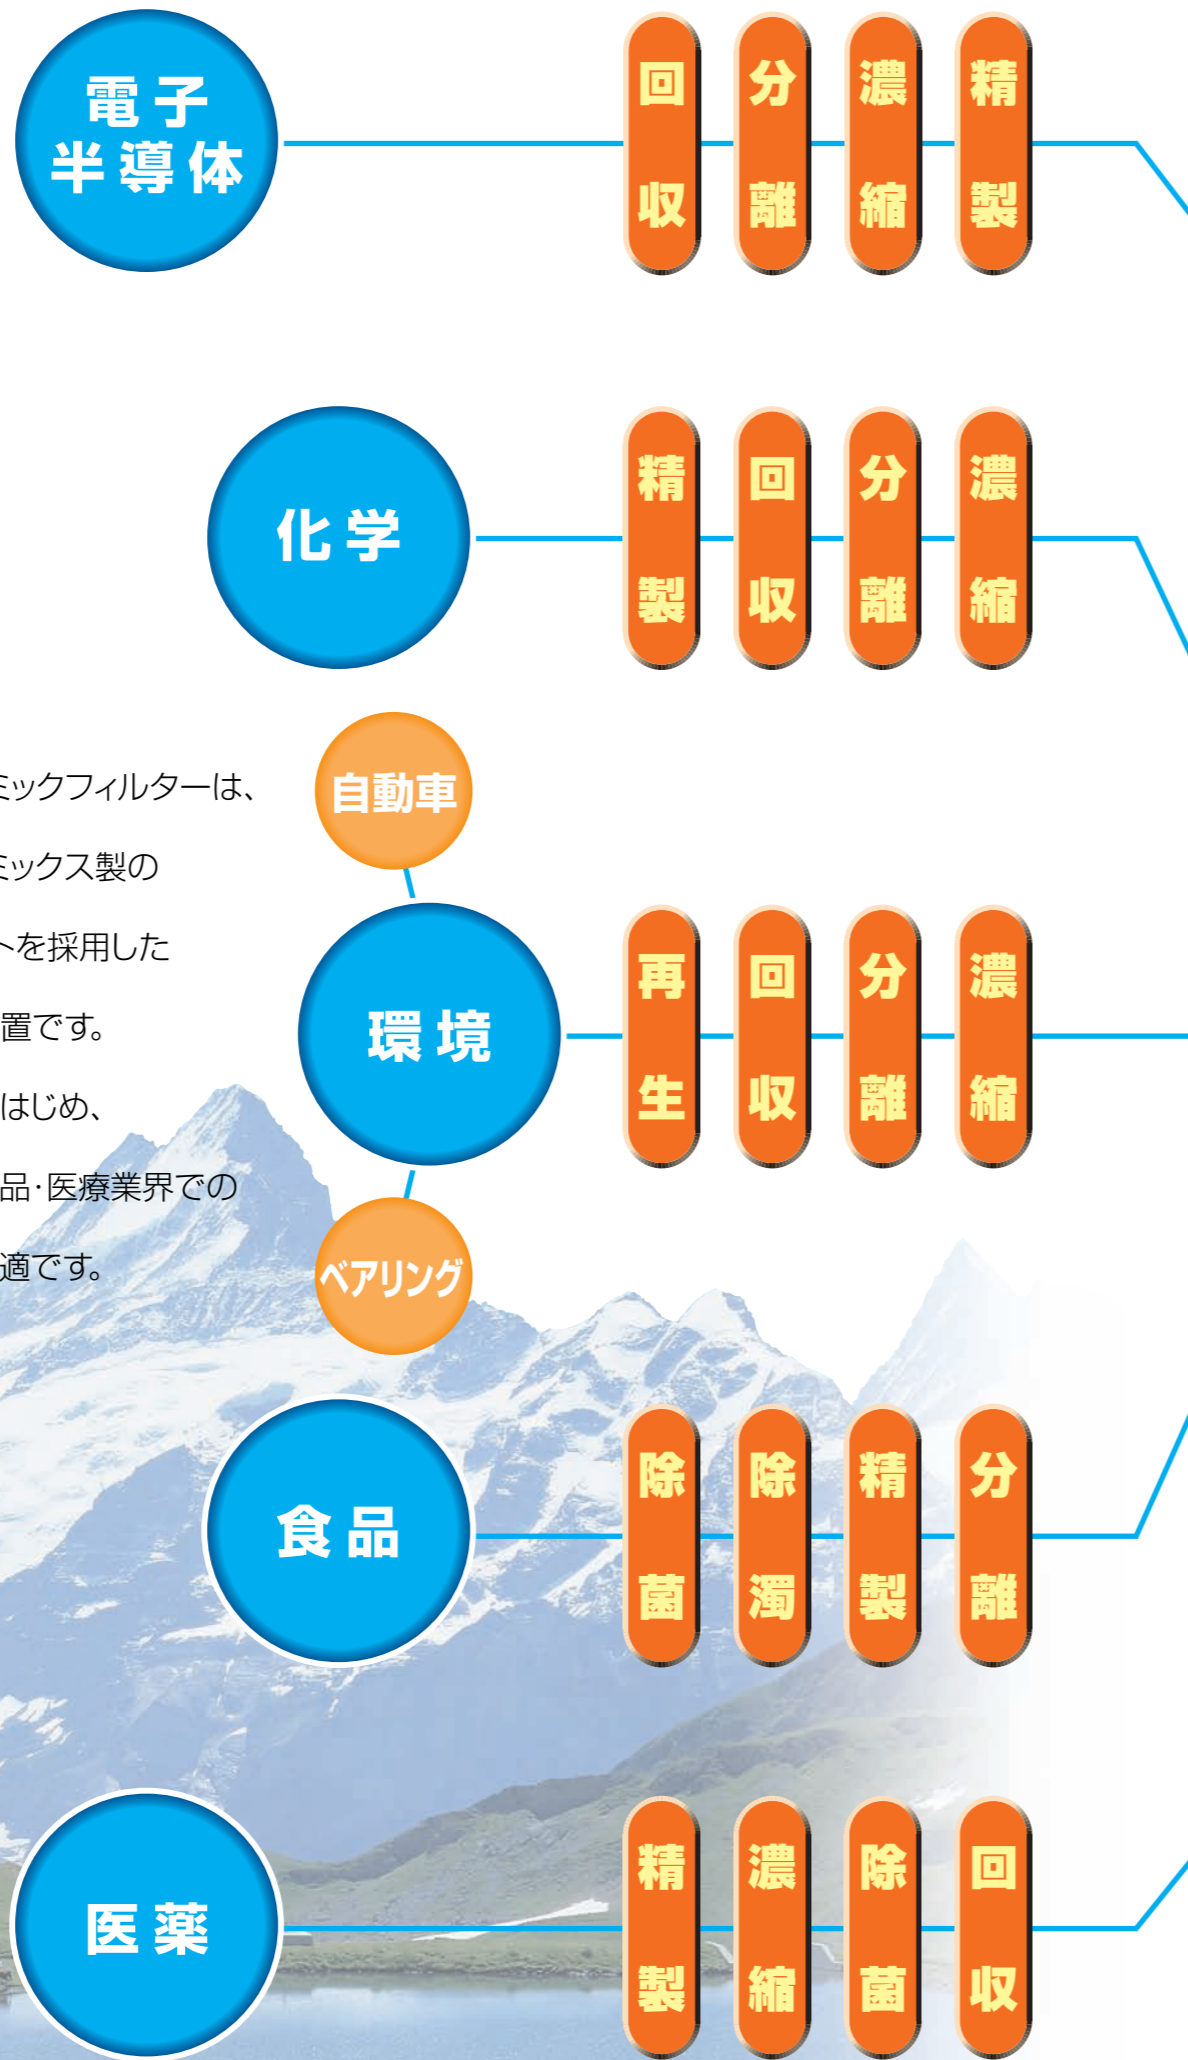 電子
半導体
回収
分離
濃縮
精製
化学
精製
回収
分離
濃縮
ミックフィルターは、
ミックス製の
トを採用した
置です。
はじめ、
品・医療業界での
適です。
自動車
環境
ベアリング
再生
回収
分離
濃縮
食品
除菌
除濁
精製
分離
医薬
精製
濃縮
除菌
回収